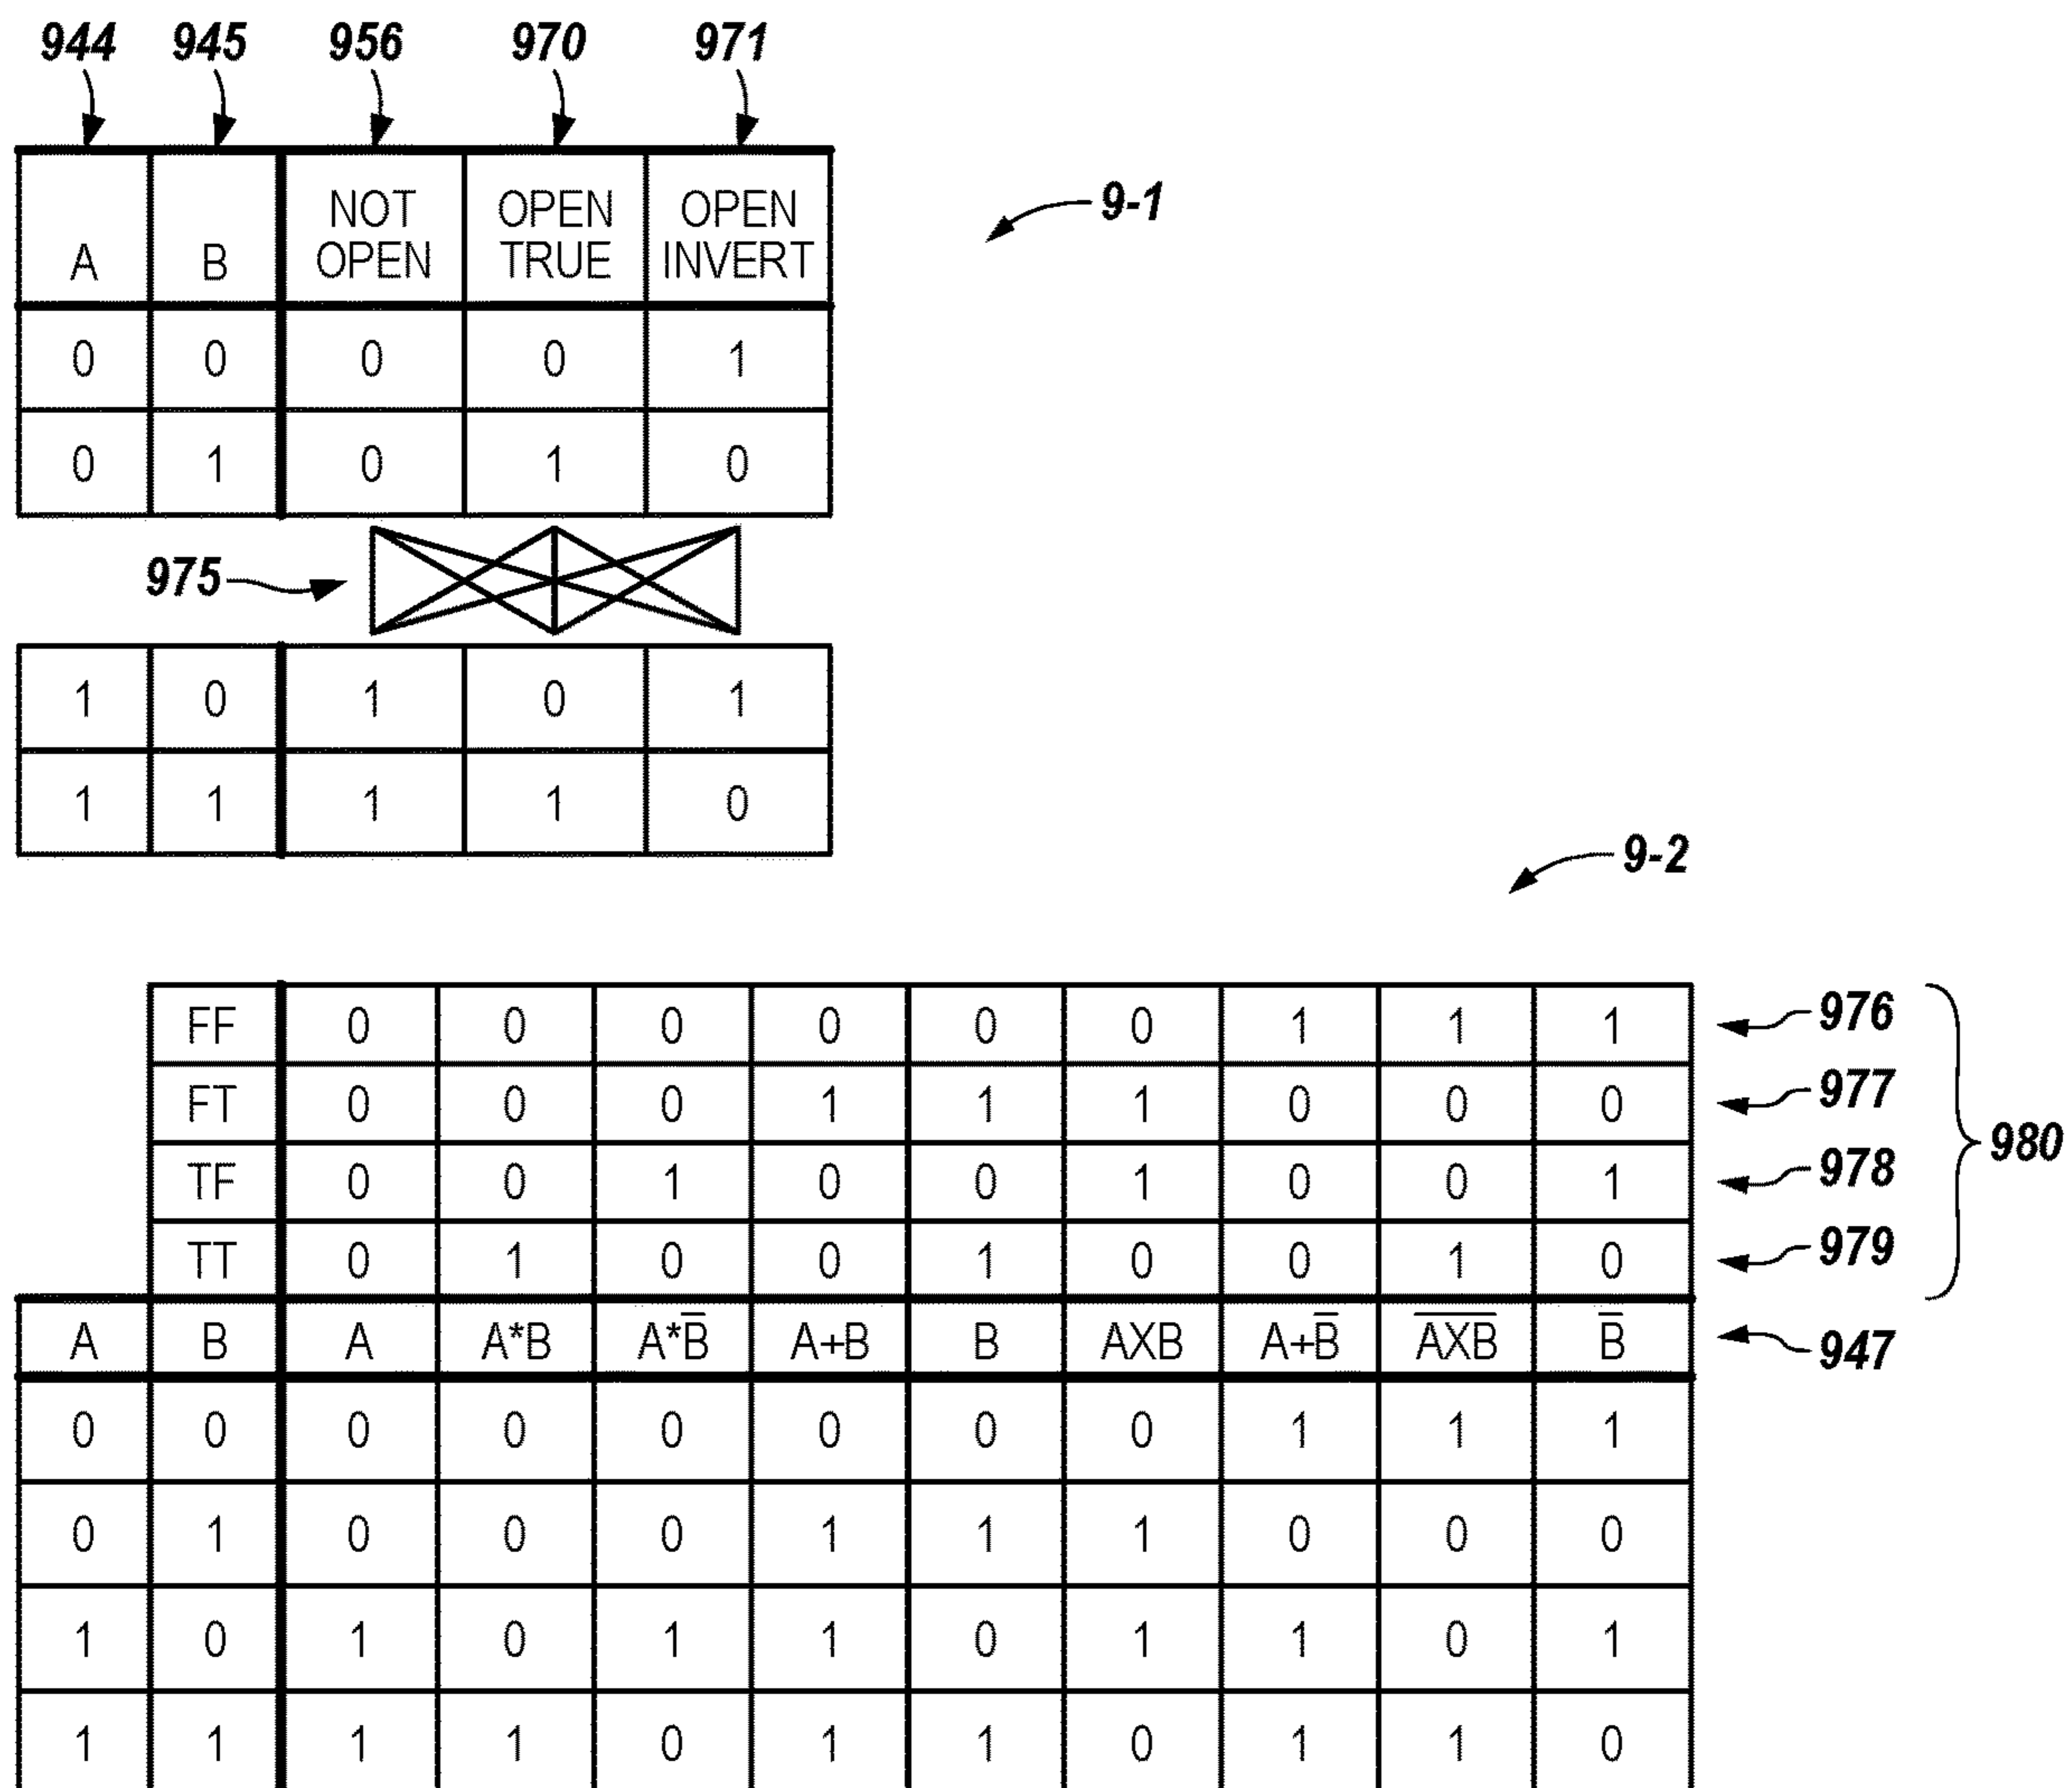 944 945 956 970 971
A B NOT OPEN OPEN TRUE OPEN INVERT
9-1
0 0 0 0 1
0 1 0 1 0
975
1 0 1 0 1
1 1 1 1 0
9-2
FF 0 0 0 0 0 0 1 1 1 976
FT 0 0 0 1 1 1 0 0 0 977
980
TF 0 0 1 0 0 1 0 0 1 978
TT 0 1 0 0 1 0 0 1 0 979
A B A A*B A*B̅ A+B B AXB A+B̅ A̅X̅B̅ B̅ 947
0 0 0 0 0 0 0 0 1 1 1
0 1 0 0 0 1 1 1 0 0 0
1 0 1 0 1 1 0 1 1 0 1
1 1 1 1 0 1 1 0 1 1 0